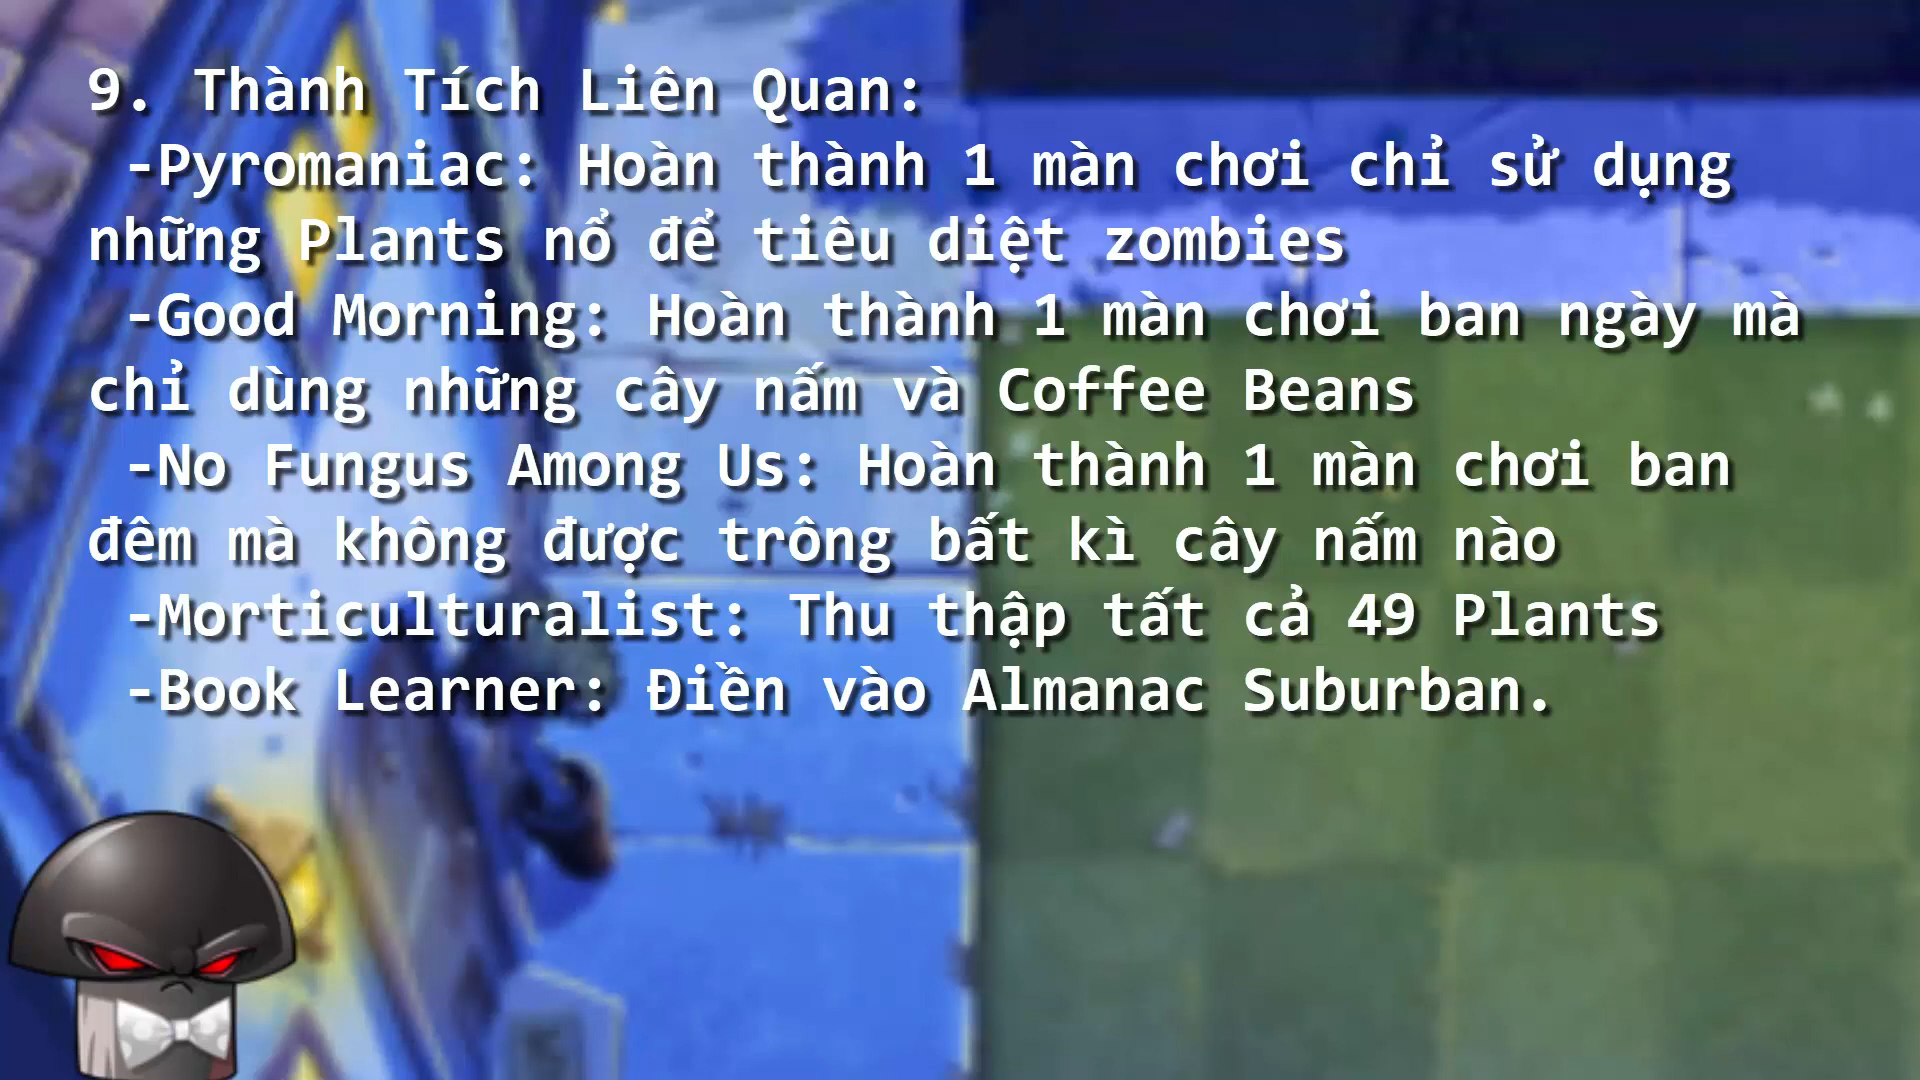 9. Thành Tích Liên Quan:
-Pyromaniac: Hoàn thành 1 màn chơi chỉ sử dụng
những Plants nổ để tiêu diệt zombies
-Good Morning: Hoàn thành 1 màn chơi ban ngày mà
chỉ dùng những cây nấm và Coffee Beans
-No Fungus Among Us: Hoàn thành 1 màn chơi ban
đêm mà không được trông bất kì cây nấm nào
-Morticulturalist: Thu thập tất cả 49 Plants
-Book Learner: Điền vào Almanac Suburban.